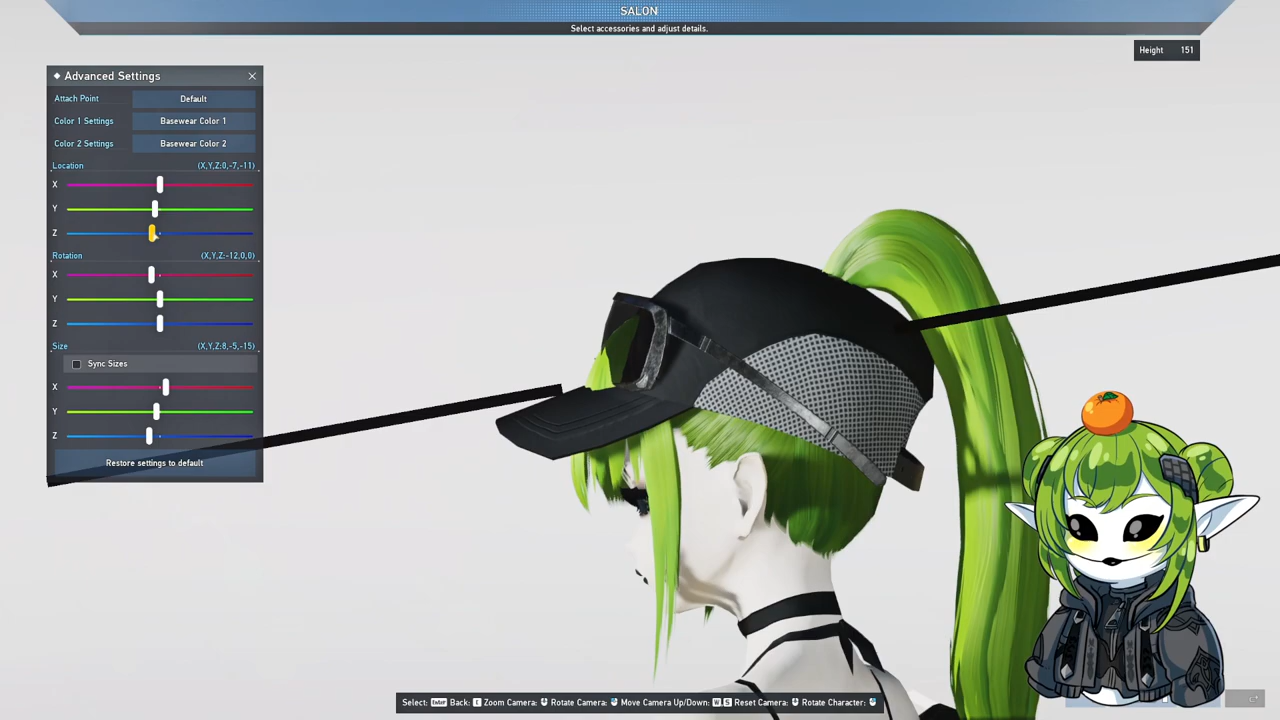 SALON
Select accessories and adjust details.
Height 151
Advanced Settings
Attach Point Default
Color 1 Settings Basewear Color 1
Color 2 Settings Basewear Color 2
Location (X,Y,Z:0,-7,-11)
X
Y
Z
Rotation (X,Y,Z:-12,0,0)
X
Y
Z
Size (X,Y,Z:8,-5,-15)
Sync Sizes
X
Y
Z
Restore settings to default
Select: Enter Back: E Zoom Camera: Rotate Camera: Move Camera Up/Down: W,S Reset Camera: Rotate Character: